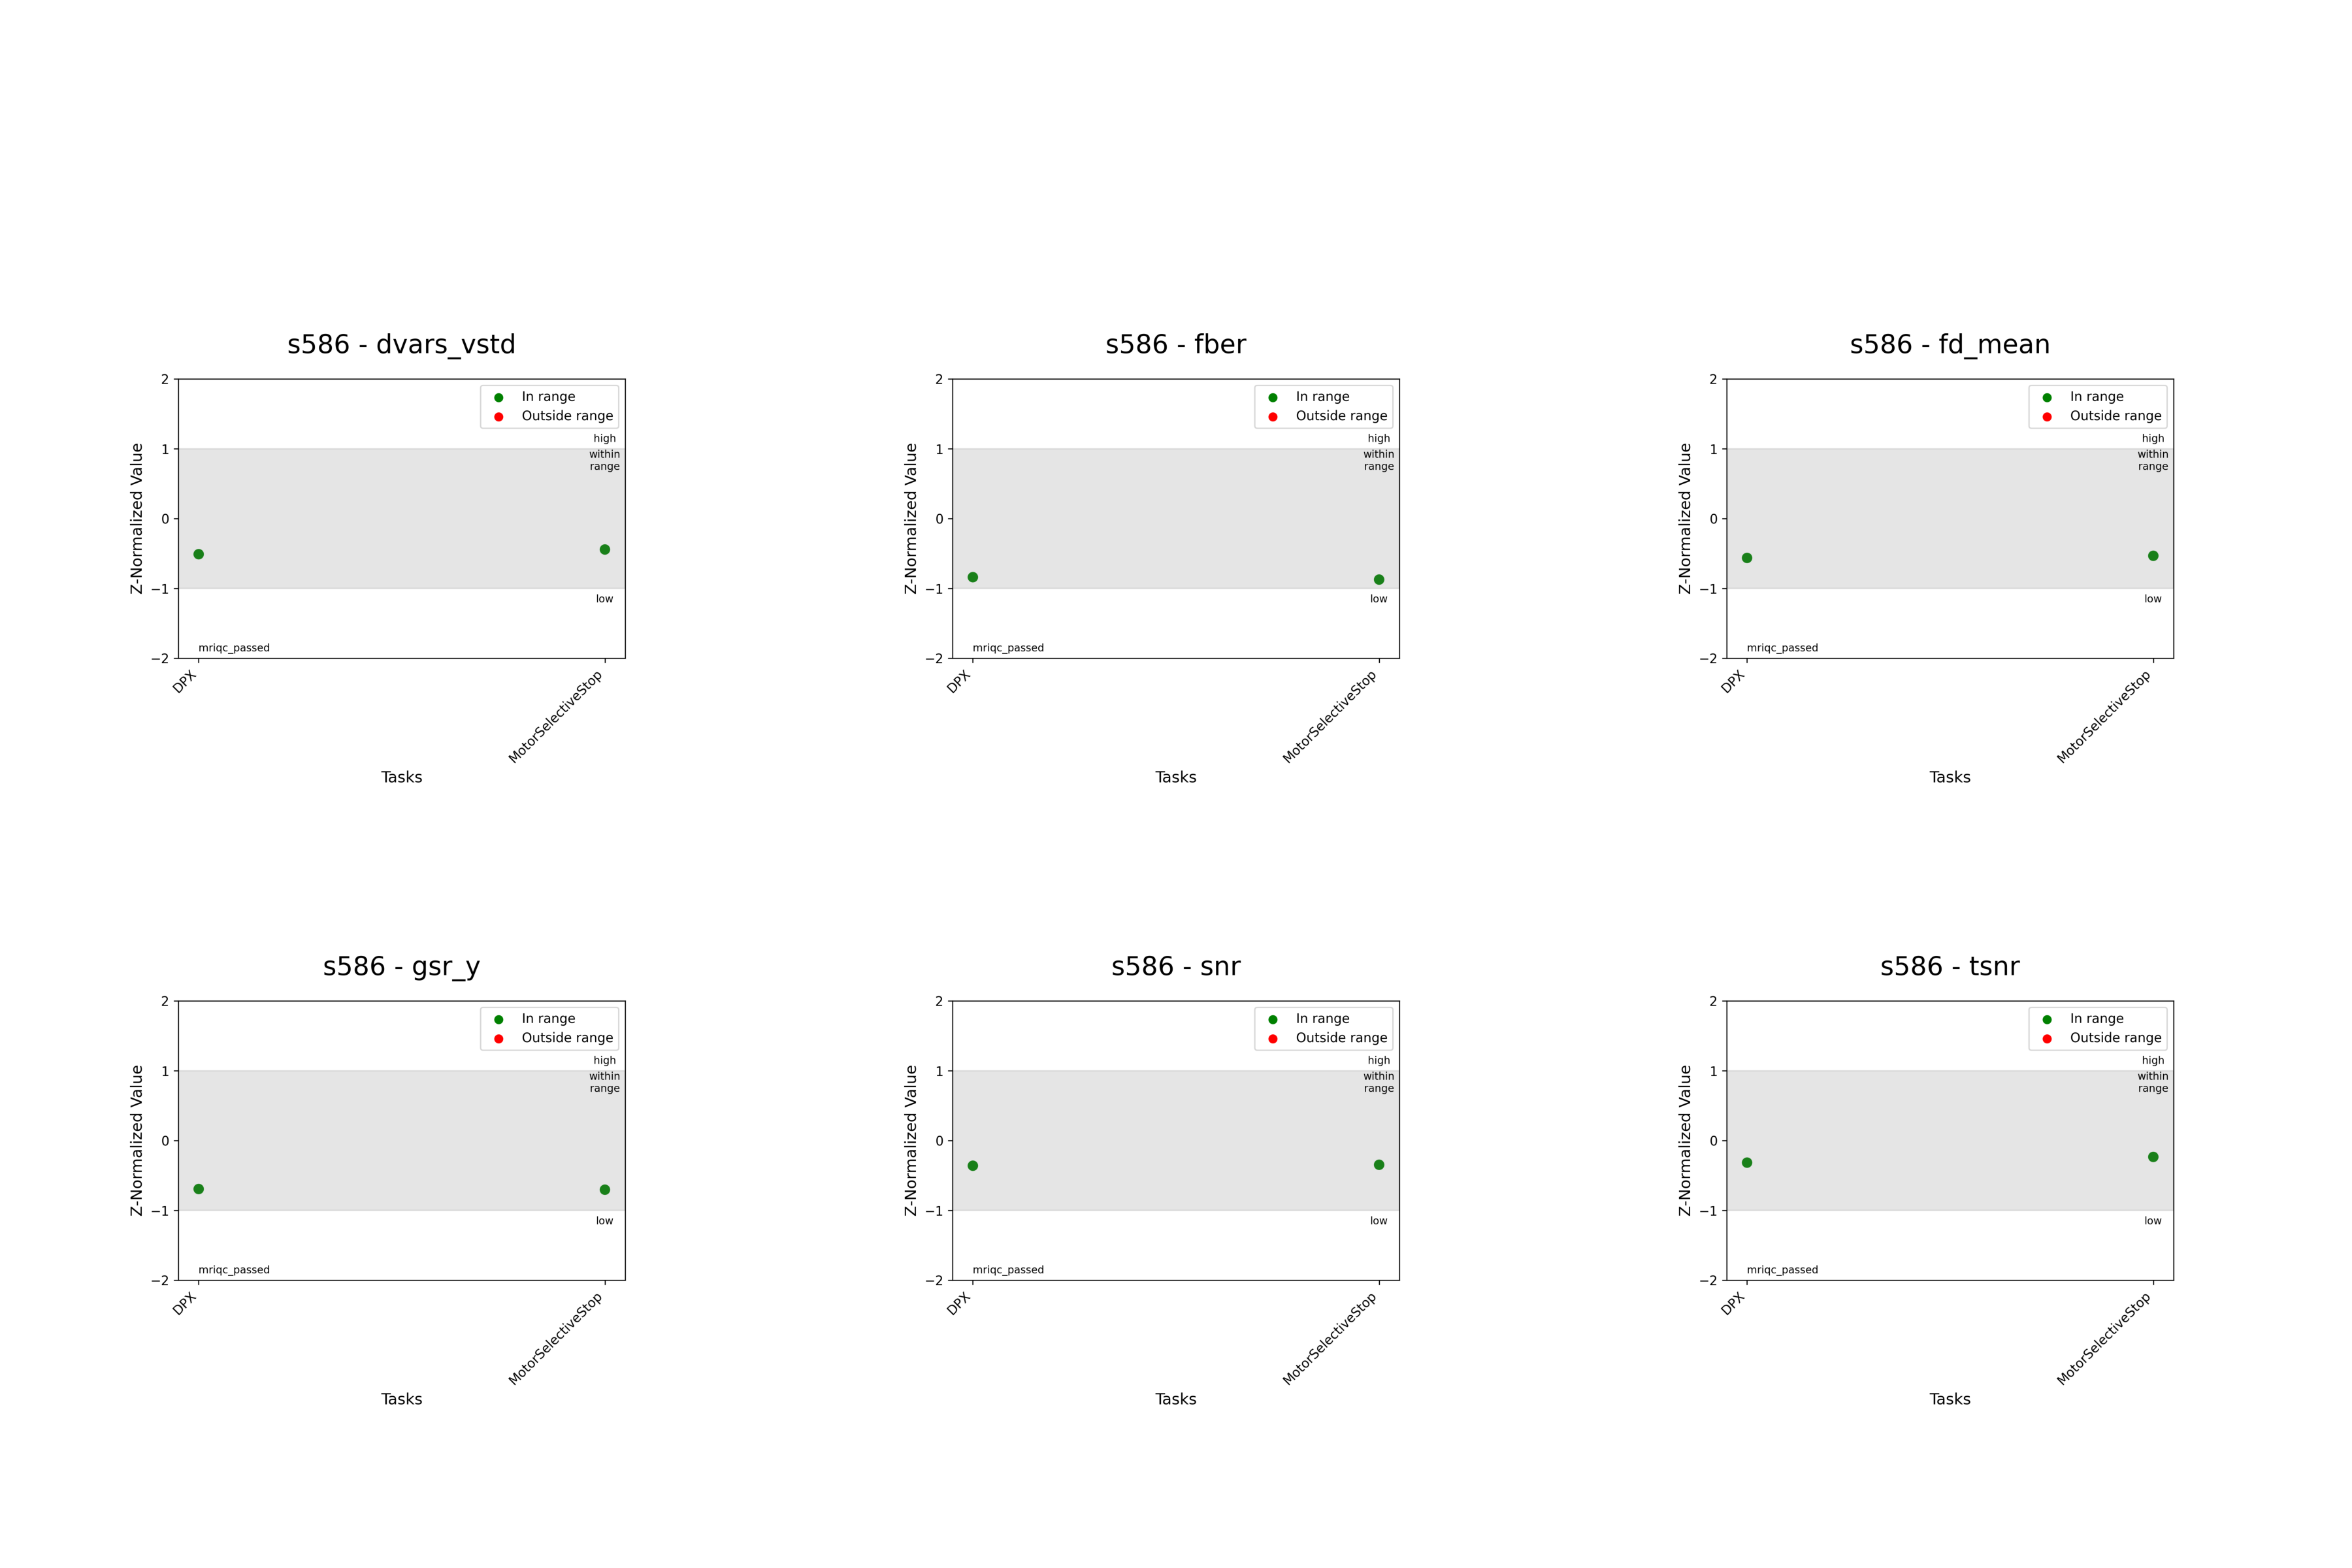 s586 - dvars_vstd
2
In range
Outside range
high
1
within
range
0
−1
low
mriqc_passed
−2
Z-Normalized Value
DPX
MotorSelectiveStop
Tasks
s586 - fber
2
In range
Outside range
high
1
within
range
0
−1
low
mriqc_passed
−2
Z-Normalized Value
DPX
MotorSelectiveStop
Tasks
s586 - fd_mean
2
In range
Outside range
high
1
within
range
0
−1
low
mriqc_passed
−2
Z-Normalized Value
DPX
MotorSelectiveStop
Tasks
s586 - gsr_y
2
In range
Outside range
high
1
within
range
0
−1
low
mriqc_passed
−2
Z-Normalized Value
DPX
MotorSelectiveStop
Tasks
s586 - snr
2
In range
Outside range
high
1
within
range
0
−1
low
mriqc_passed
−2
Z-Normalized Value
DPX
MotorSelectiveStop
Tasks
s586 - tsnr
2
In range
Outside range
high
1
within
range
0
−1
low
mriqc_passed
−2
Z-Normalized Value
DPX
MotorSelectiveStop
Tasks